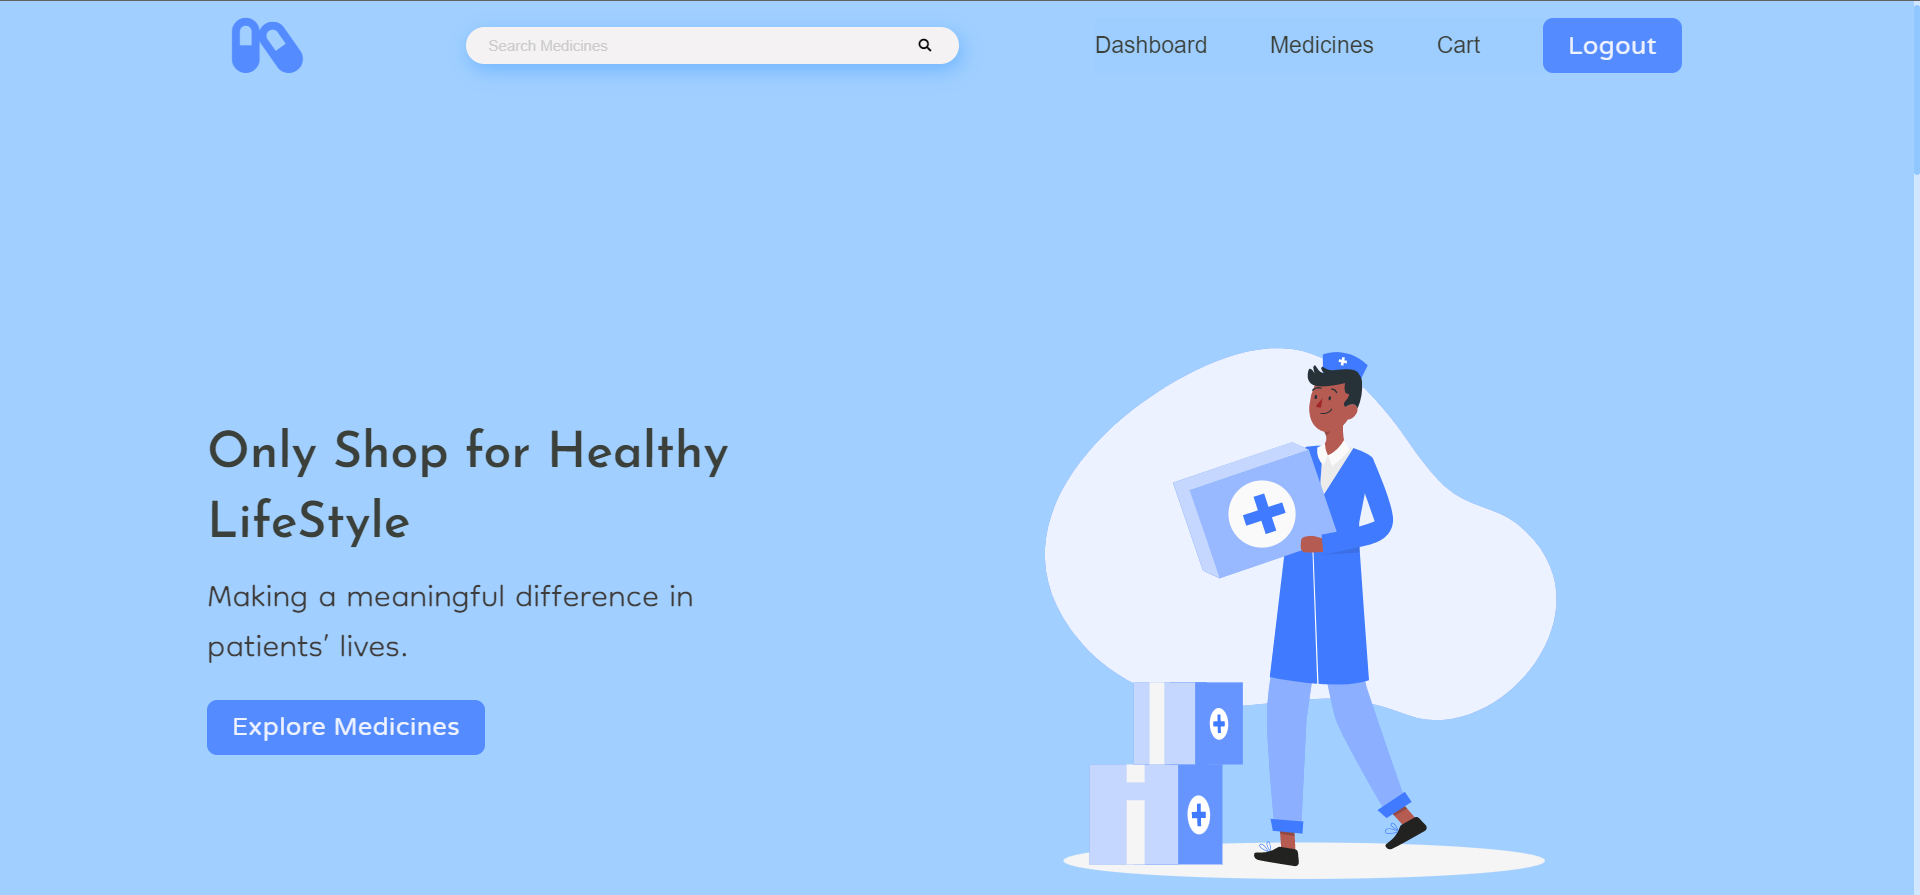 Search Medicines
Dashboard
Medicines
Cart
Logout
Only Shop for Healthy
LifeStyle
Making a meaningful difference in
patients’ lives.
Explore Medicines